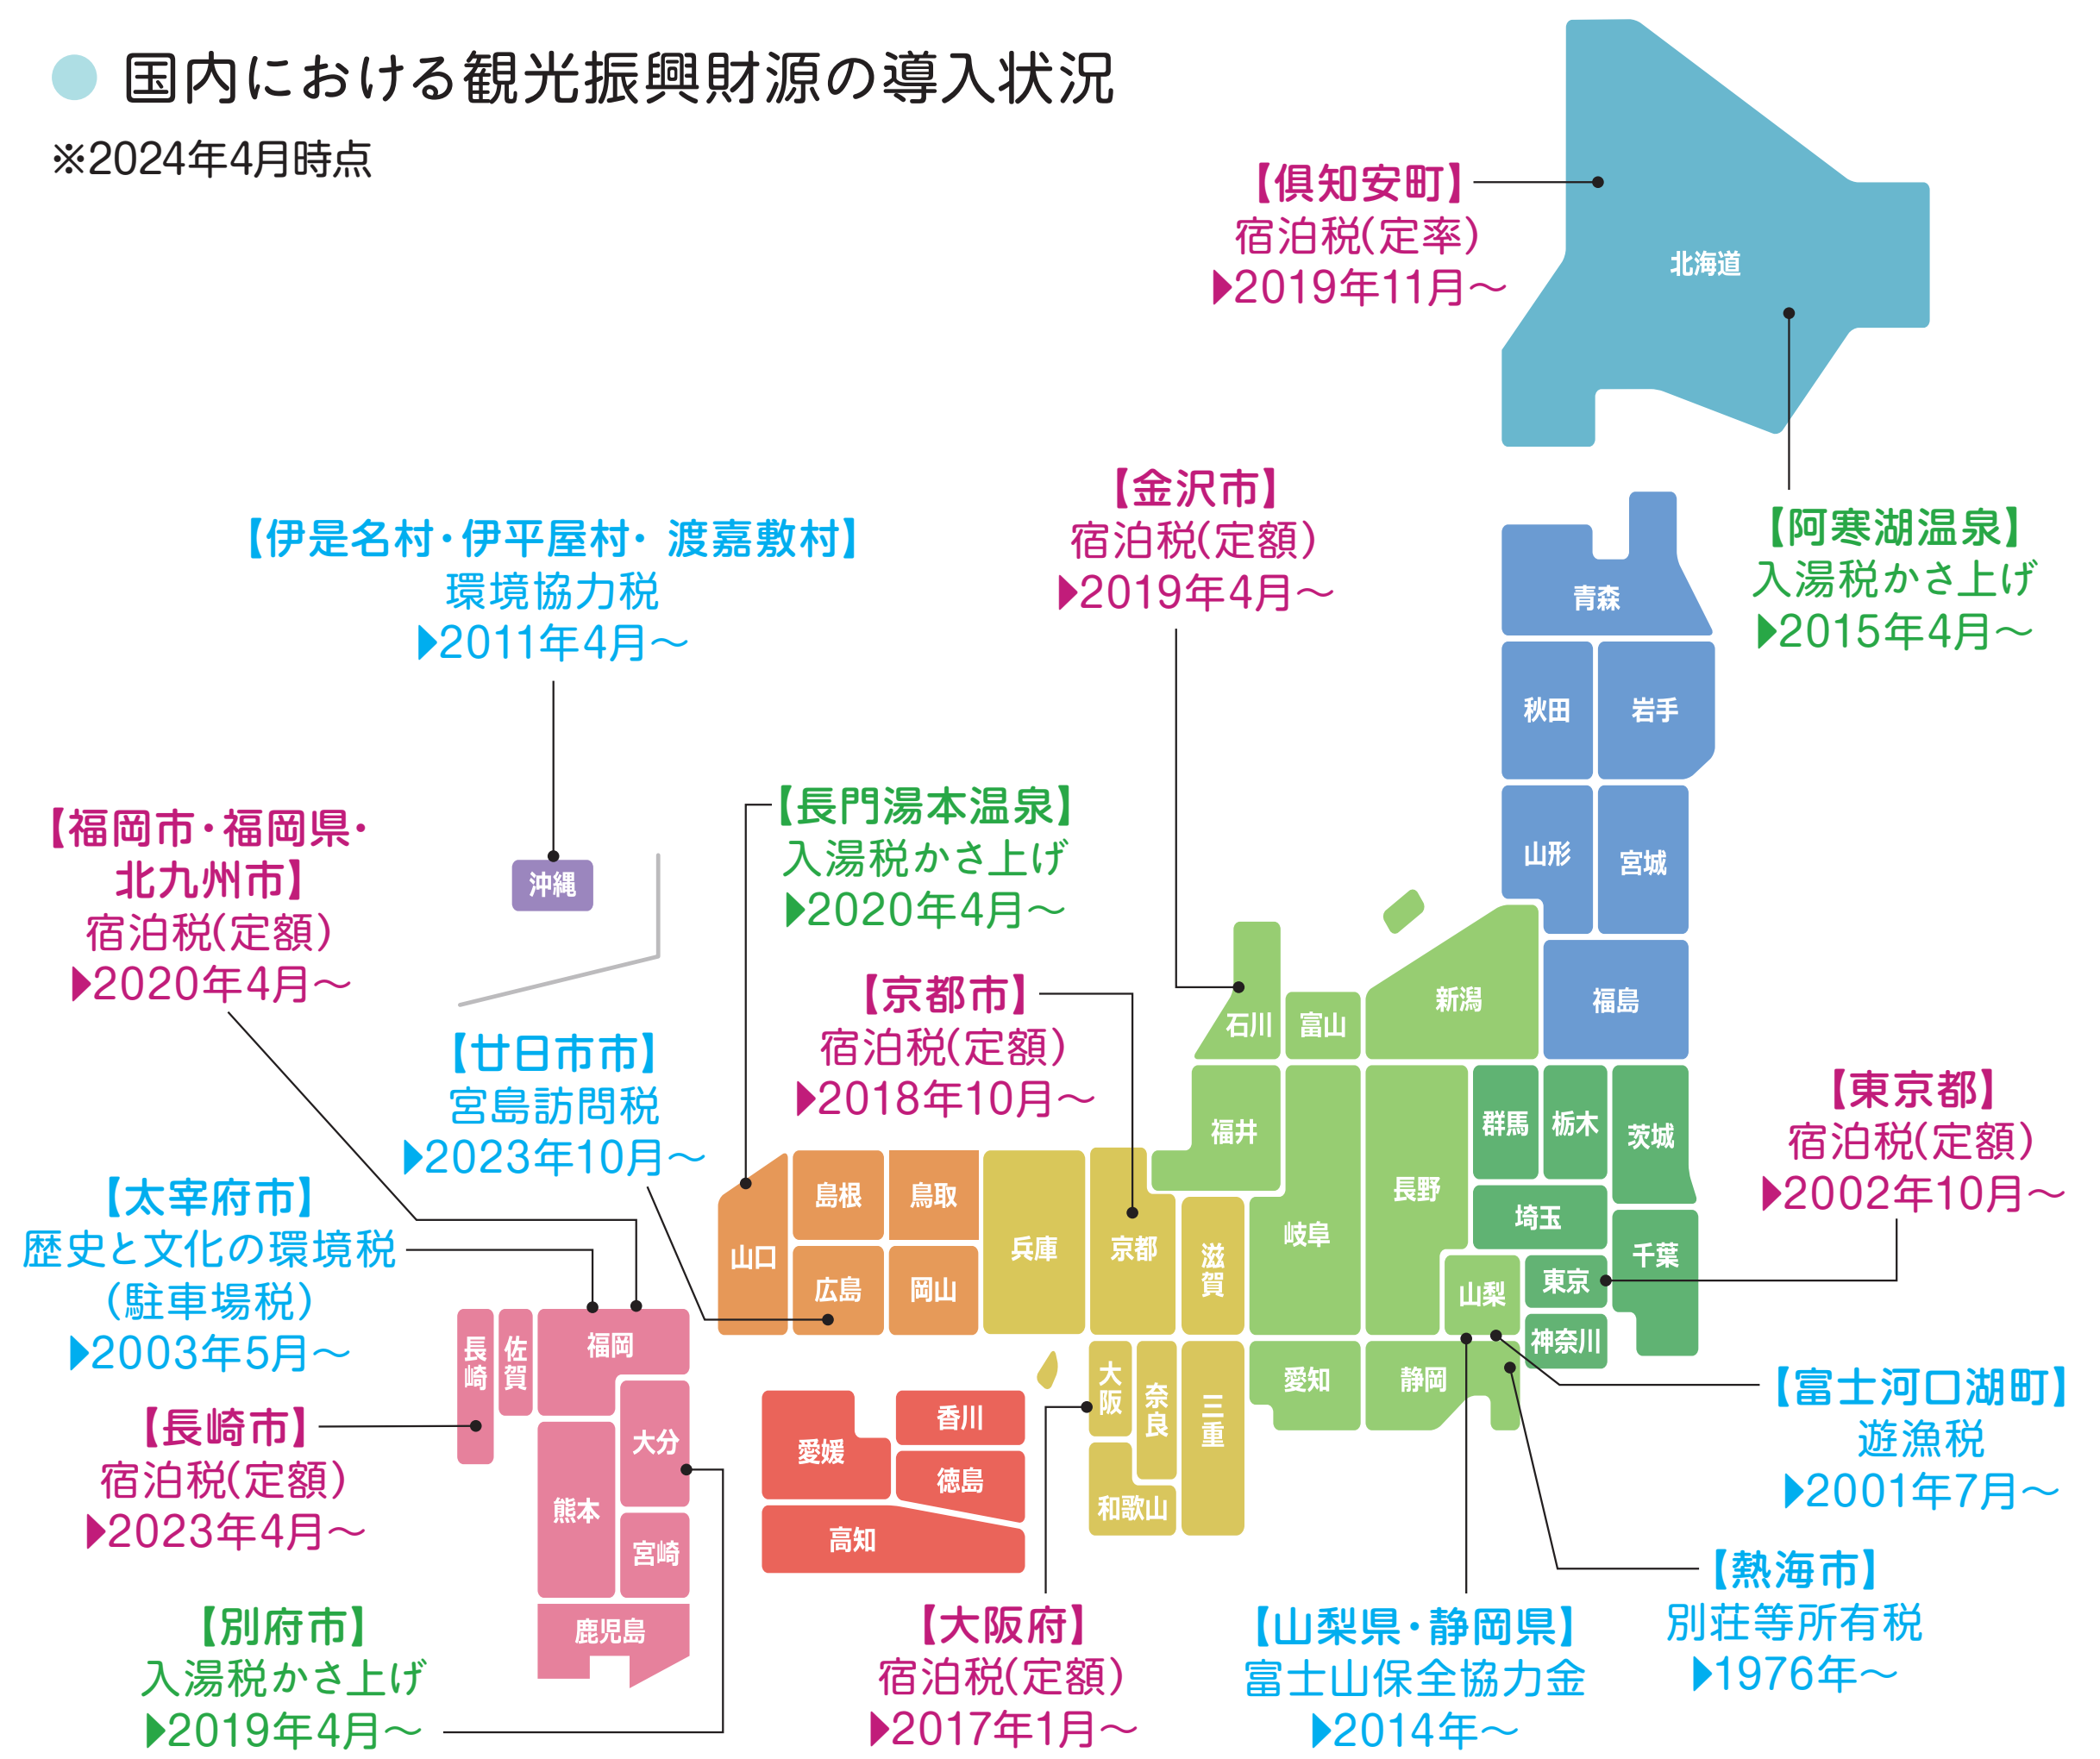 国内における観光振興財源の導入状況
※2024年4月時点
【倶知安町】
宿泊税(定率)
▶2019年11月～
北海道
【阿寒湖温泉】
入湯税かさ上げ
▶2015年4月～
【金沢市】
宿泊税(定額)
▶2019年4月～
【伊是名村・伊平屋村・渡嘉敷村】
環境協力税
▶2011年4月～
沖縄
【長門湯本温泉】
入湯税かさ上げ
▶2020年4月～
【福岡市・福岡県・
北九州市】
宿泊税(定額)
▶2020年4月～
【京都市】
宿泊税(定額)
▶2018年10月～
【廿日市市】
宮島訪問税
▶2023年10月～
【太宰府市】
歴史と文化の環境税
(駐車場税)
▶2003年5月～
【長崎市】
宿泊税(定額)
▶2023年4月～
【別府市】
入湯税かさ上げ
▶2019年4月～
【大阪府】
宿泊税(定額)
▶2017年1月～
【山梨県・静岡県】
富士山保全協力金
▶2014年～
【熱海市】
別荘等所有税
▶1976年～
【富士河口湖町】
遊漁税
▶2001年7月～
【東京都】
宿泊税(定額)
▶2002年10月～
青森
秋田
岩手
山形
宮城
福島
新潟
石川
富山
福井
岐阜
長野
群馬
栃木
茨城
埼玉
千葉
東京
山梨
神奈川
静岡
愛知
三重
滋賀
京都
兵庫
大阪
奈良
和歌山
鳥取
島根
岡山
広島
山口
香川
愛媛
徳島
高知
福岡
佐賀
長崎
大分
熊本
宮崎
鹿児島